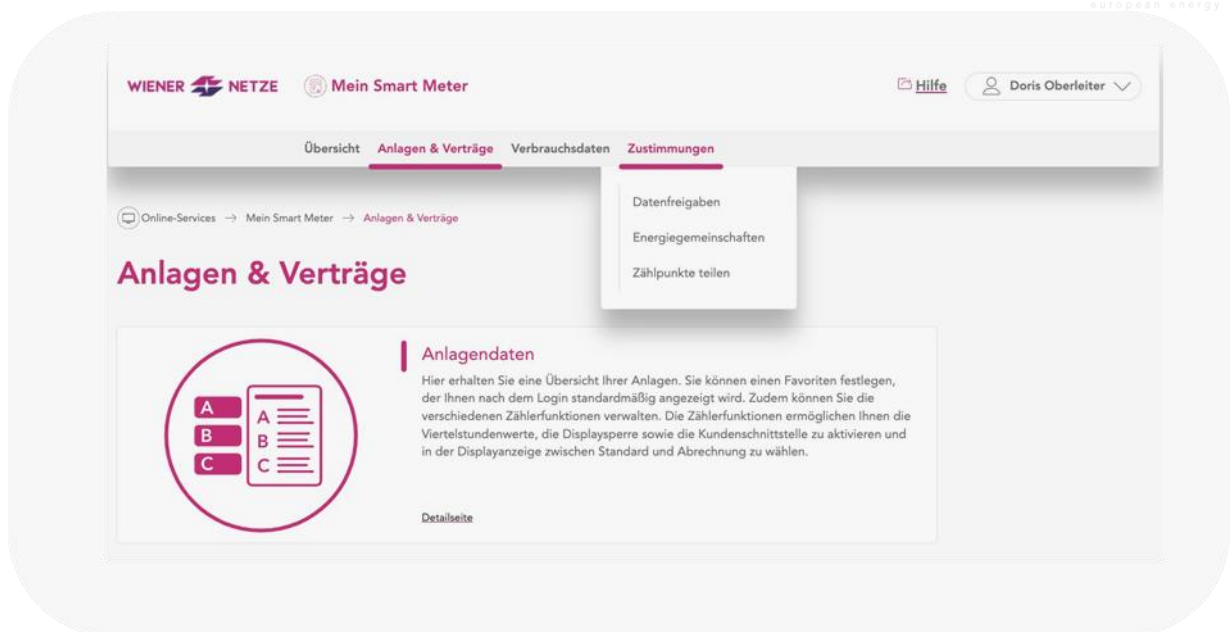 european energy
WIENER NETZE
Mein Smart Meter
Hilfe
Doris Oberleiter
Übersicht Anlagen & Verträge Verbrauchsdaten Zustimmungen
Datenfreigaben
Energiegemeinschaften
Zählpunkte teilen
Online-Services → Mein Smart Meter → Anlagen & Verträge
Anlagen & Verträge
A
B
C
A
B
C
Anlagendaten
Hier erhalten Sie eine Übersicht Ihrer Anlagen. Sie können einen Favoriten festlegen,
der Ihnen nach dem Login standardmäßig angezeigt wird. Zudem können Sie die
verschiedenen Zählerfunktionen verwalten. Die Zählerfunktionen ermöglichen Ihnen die
Viertelstundenwerte, die Displaysperre sowie die Kundenschnittstelle zu aktivieren und
in der Displayanzeige zwischen Standard und Abrechnung zu wählen.
Detailseite